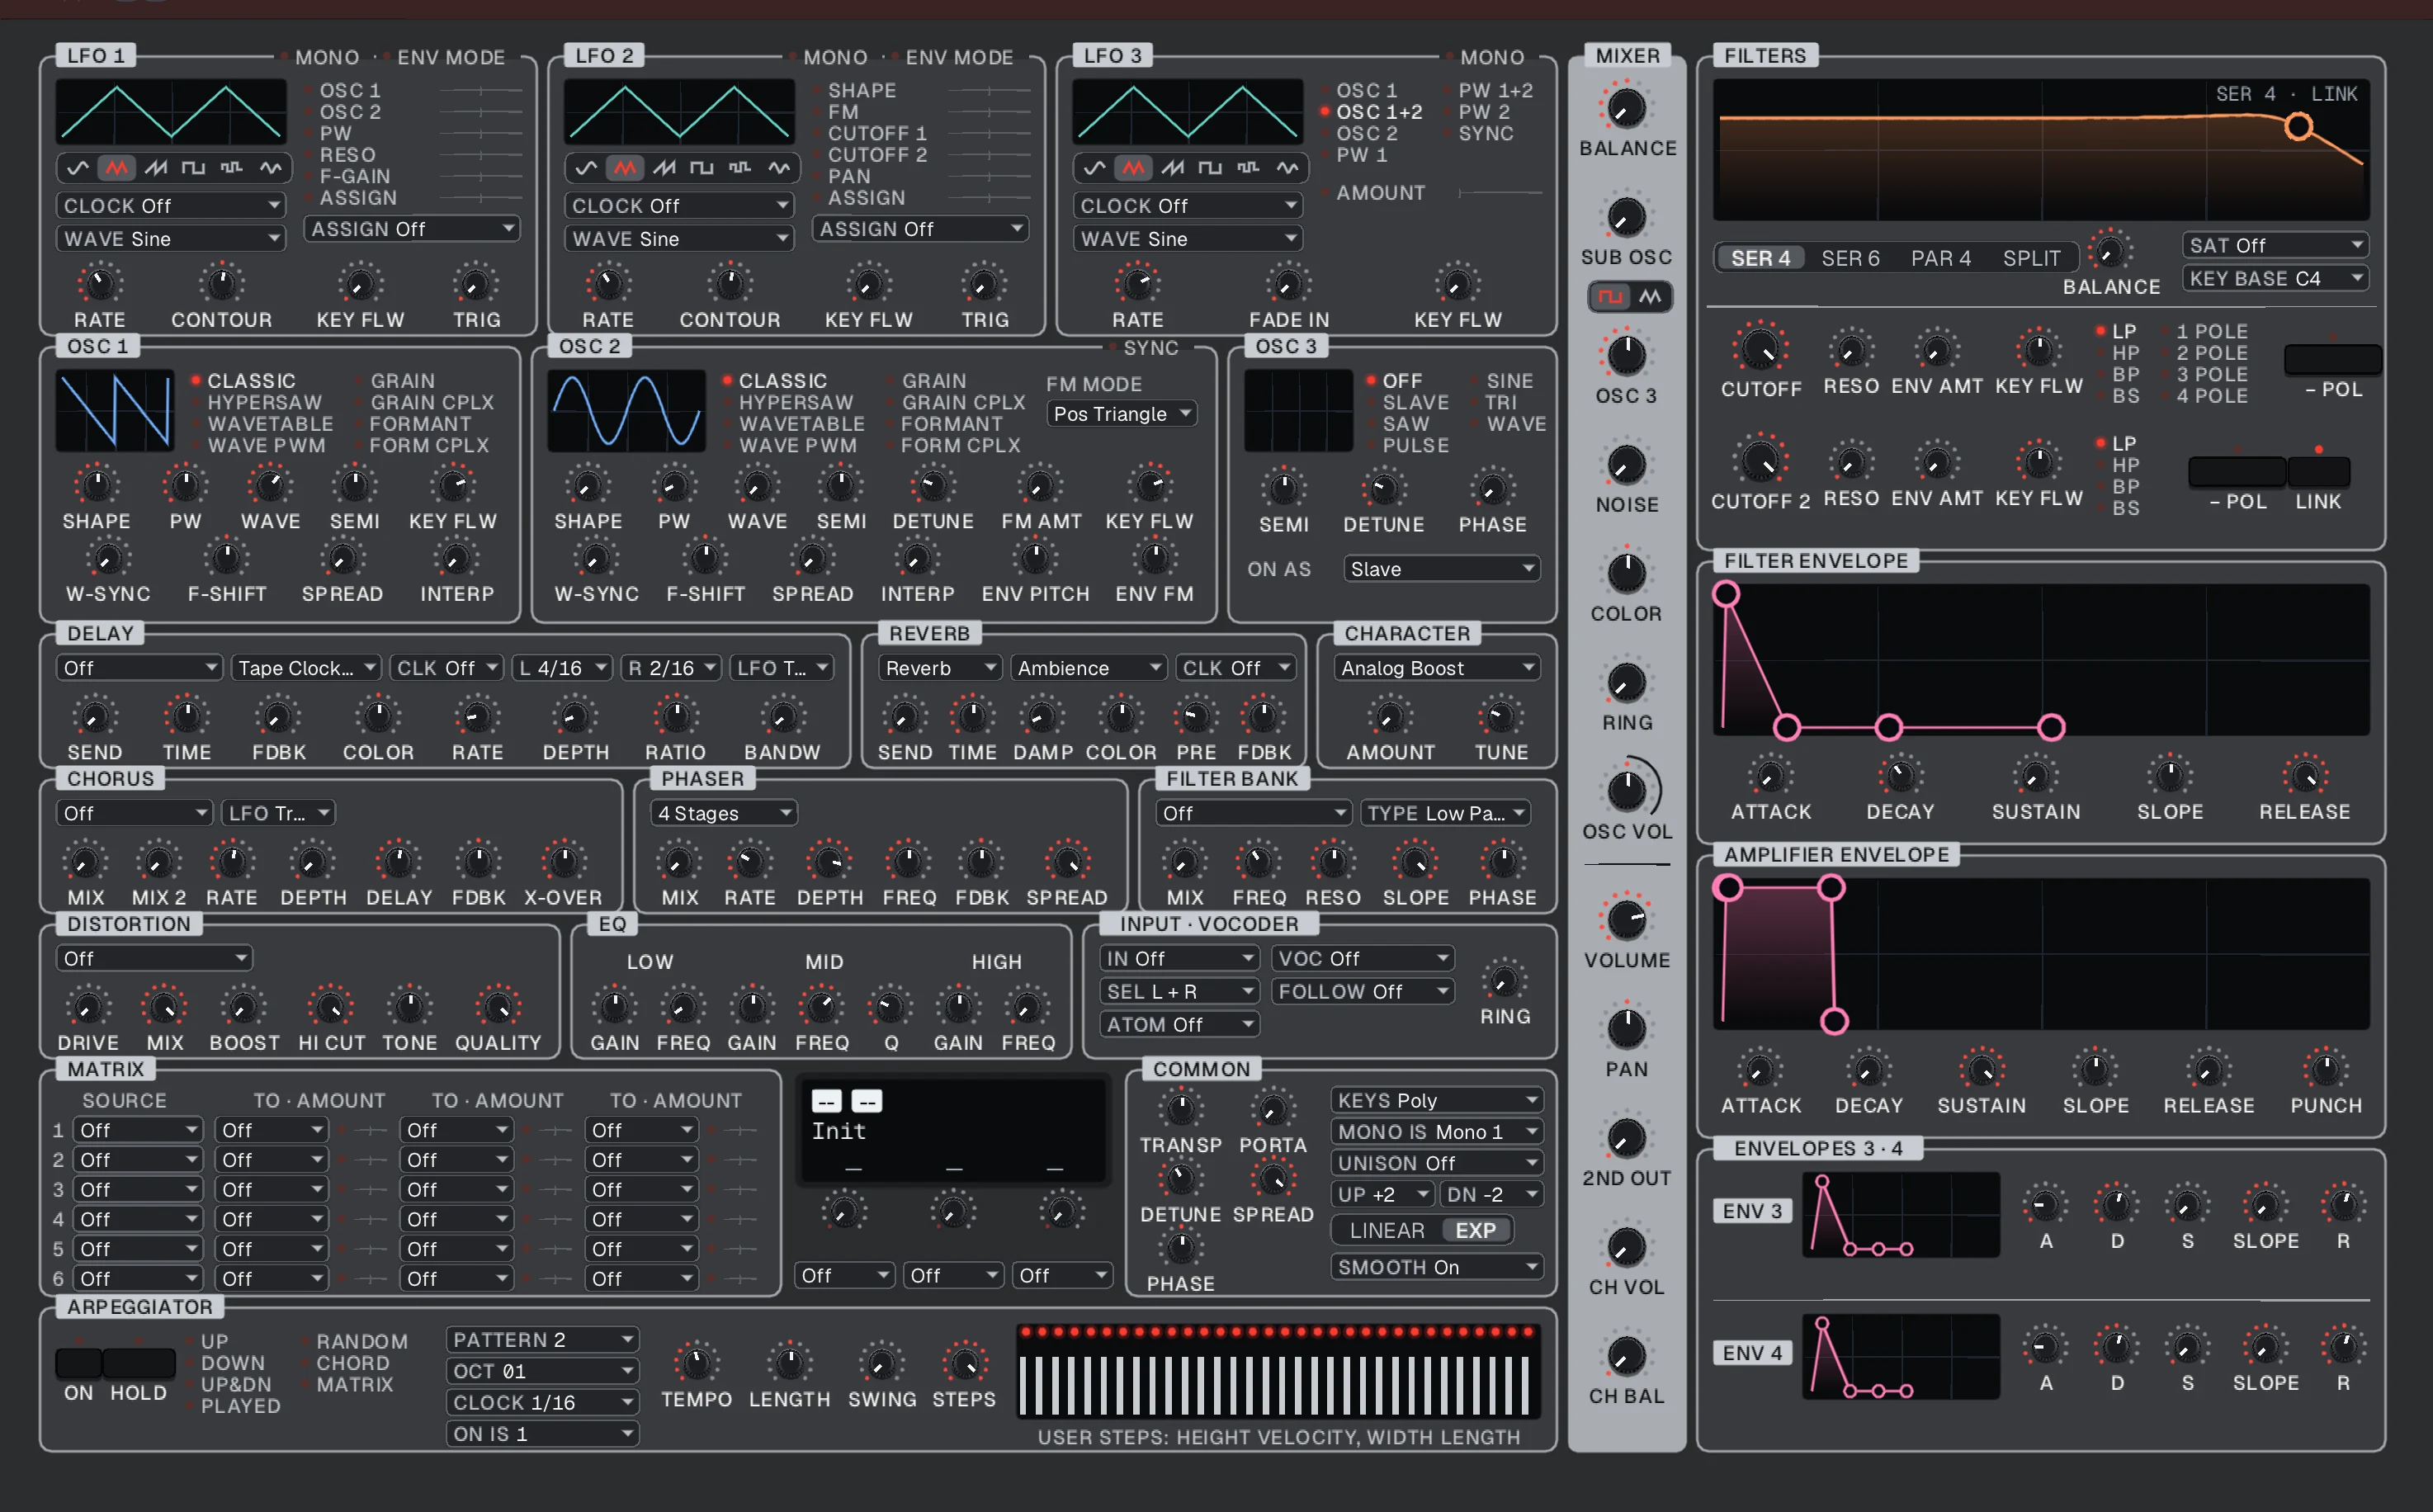 LFO 1
MONO · ENV MODE
OSC 1
OSC 2
PW
RESO
F-GAIN
ASSIGN
CLOCK Off
WAVE Sine
ASSIGN Off
RATE CONTOUR KEY FLW TRIG
LFO 2
MONO · ENV MODE
SHAPE
FM
CUTOFF 1
CUTOFF 2
PAN
ASSIGN
CLOCK Off
WAVE Sine
ASSIGN Off
RATE CONTOUR KEY FLW TRIG
LFO 3
MONO
OSC 1 PW 1+2
OSC 1+2 PW 2
OSC 2 SYNC
PW 1
AMOUNT
CLOCK Off
WAVE Sine
RATE FADE IN KEY FLW
OSC 1
CLASSIC GRAIN
HYPERSAW GRAIN CPLX
WAVETABLE FORMANT
WAVE PWM FORM CPLX
SHAPE PW WAVE SEMI KEY FLW
W-SYNC F-SHIFT SPREAD INTERP
OSC 2
SYNC
CLASSIC GRAIN
HYPERSAW GRAIN CPLX
WAVETABLE FORMANT
WAVE PWM FORM CPLX
FM MODE
Pos Triangle
SHAPE PW WAVE SEMI DETUNE FM AMT KEY FLW
W-SYNC F-SHIFT SPREAD INTERP ENV PITCH ENV FM
OSC 3
OFF SINE
SLAVE TRI
SAW WAVE
PULSE
SEMI DETUNE PHASE
ON AS Slave
DELAY
Off Tape Clock... CLK Off L 4/16 R 2/16 LFO T...
SEND TIME FDBK COLOR RATE DEPTH RATIO BANDW
REVERB
Reverb Ambience CLK Off
SEND TIME DAMP COLOR PRE FDBK
CHARACTER
Analog Boost
AMOUNT TUNE
CHORUS
Off LFO Tr...
MIX MIX 2 RATE DEPTH DELAY FDBK X-OVER
PHASER
4 Stages
MIX RATE DEPTH FREQ FDBK SPREAD
FILTER BANK
Off TYPE Low Pa...
MIX FREQ RESO SLOPE PHASE
DISTORTION
Off
DRIVE MIX BOOST HI CUT TONE QUALITY
EQ
LOW MID HIGH
GAIN FREQ GAIN FREQ Q GAIN FREQ
INPUT · VOCODER
IN Off VOC Off
SEL L + R FOLLOW Off
ATOM Off
RING
MATRIX
SOURCE TO · AMOUNT TO · AMOUNT TO · AMOUNT
1 Off Off Off Off
2 Off Off Off Off
3 Off Off Off Off
4 Off Off Off Off
5 Off Off Off Off
6 Off Off Off Off
-- --
Init
— — —
Off Off Off
COMMON
TRANSP PORTA
DETUNE SPREAD
PHASE
KEYS Poly
MONO IS Mono 1
UNISON Off
UP +2 DN -2
LINEAR EXP
SMOOTH On
ARPEGGIATOR
ON HOLD
UP RANDOM
DOWN CHORD
UP&DN MATRIX
PLAYED
PATTERN 2
OCT 01
CLOCK 1/16
ON IS 1
TEMPO LENGTH SWING STEPS
USER STEPS: HEIGHT VELOCITY, WIDTH LENGTH
MIXER
BALANCE
SUB OSC
OSC 3
NOISE
COLOR
RING
OSC VOL
VOLUME
PAN
2ND OUT
CH VOL
CH BAL
FILTERS
SER 4 · LINK
SER 4 SER 6 PAR 4 SPLIT
BALANCE
SAT Off
KEY BASE C4
CUTOFF RESO ENV AMT KEY FLW
LP 1 POLE
HP 2 POLE
BP 3 POLE
BS 4 POLE
– POL
CUTOFF 2 RESO ENV AMT KEY FLW
LP
HP
BP
BS
– POL LINK
FILTER ENVELOPE
ATTACK DECAY SUSTAIN SLOPE RELEASE
AMPLIFIER ENVELOPE
ATTACK DECAY SUSTAIN SLOPE RELEASE PUNCH
ENVELOPES 3 · 4
ENV 3
A D S SLOPE R
ENV 4
A D S SLOPE R